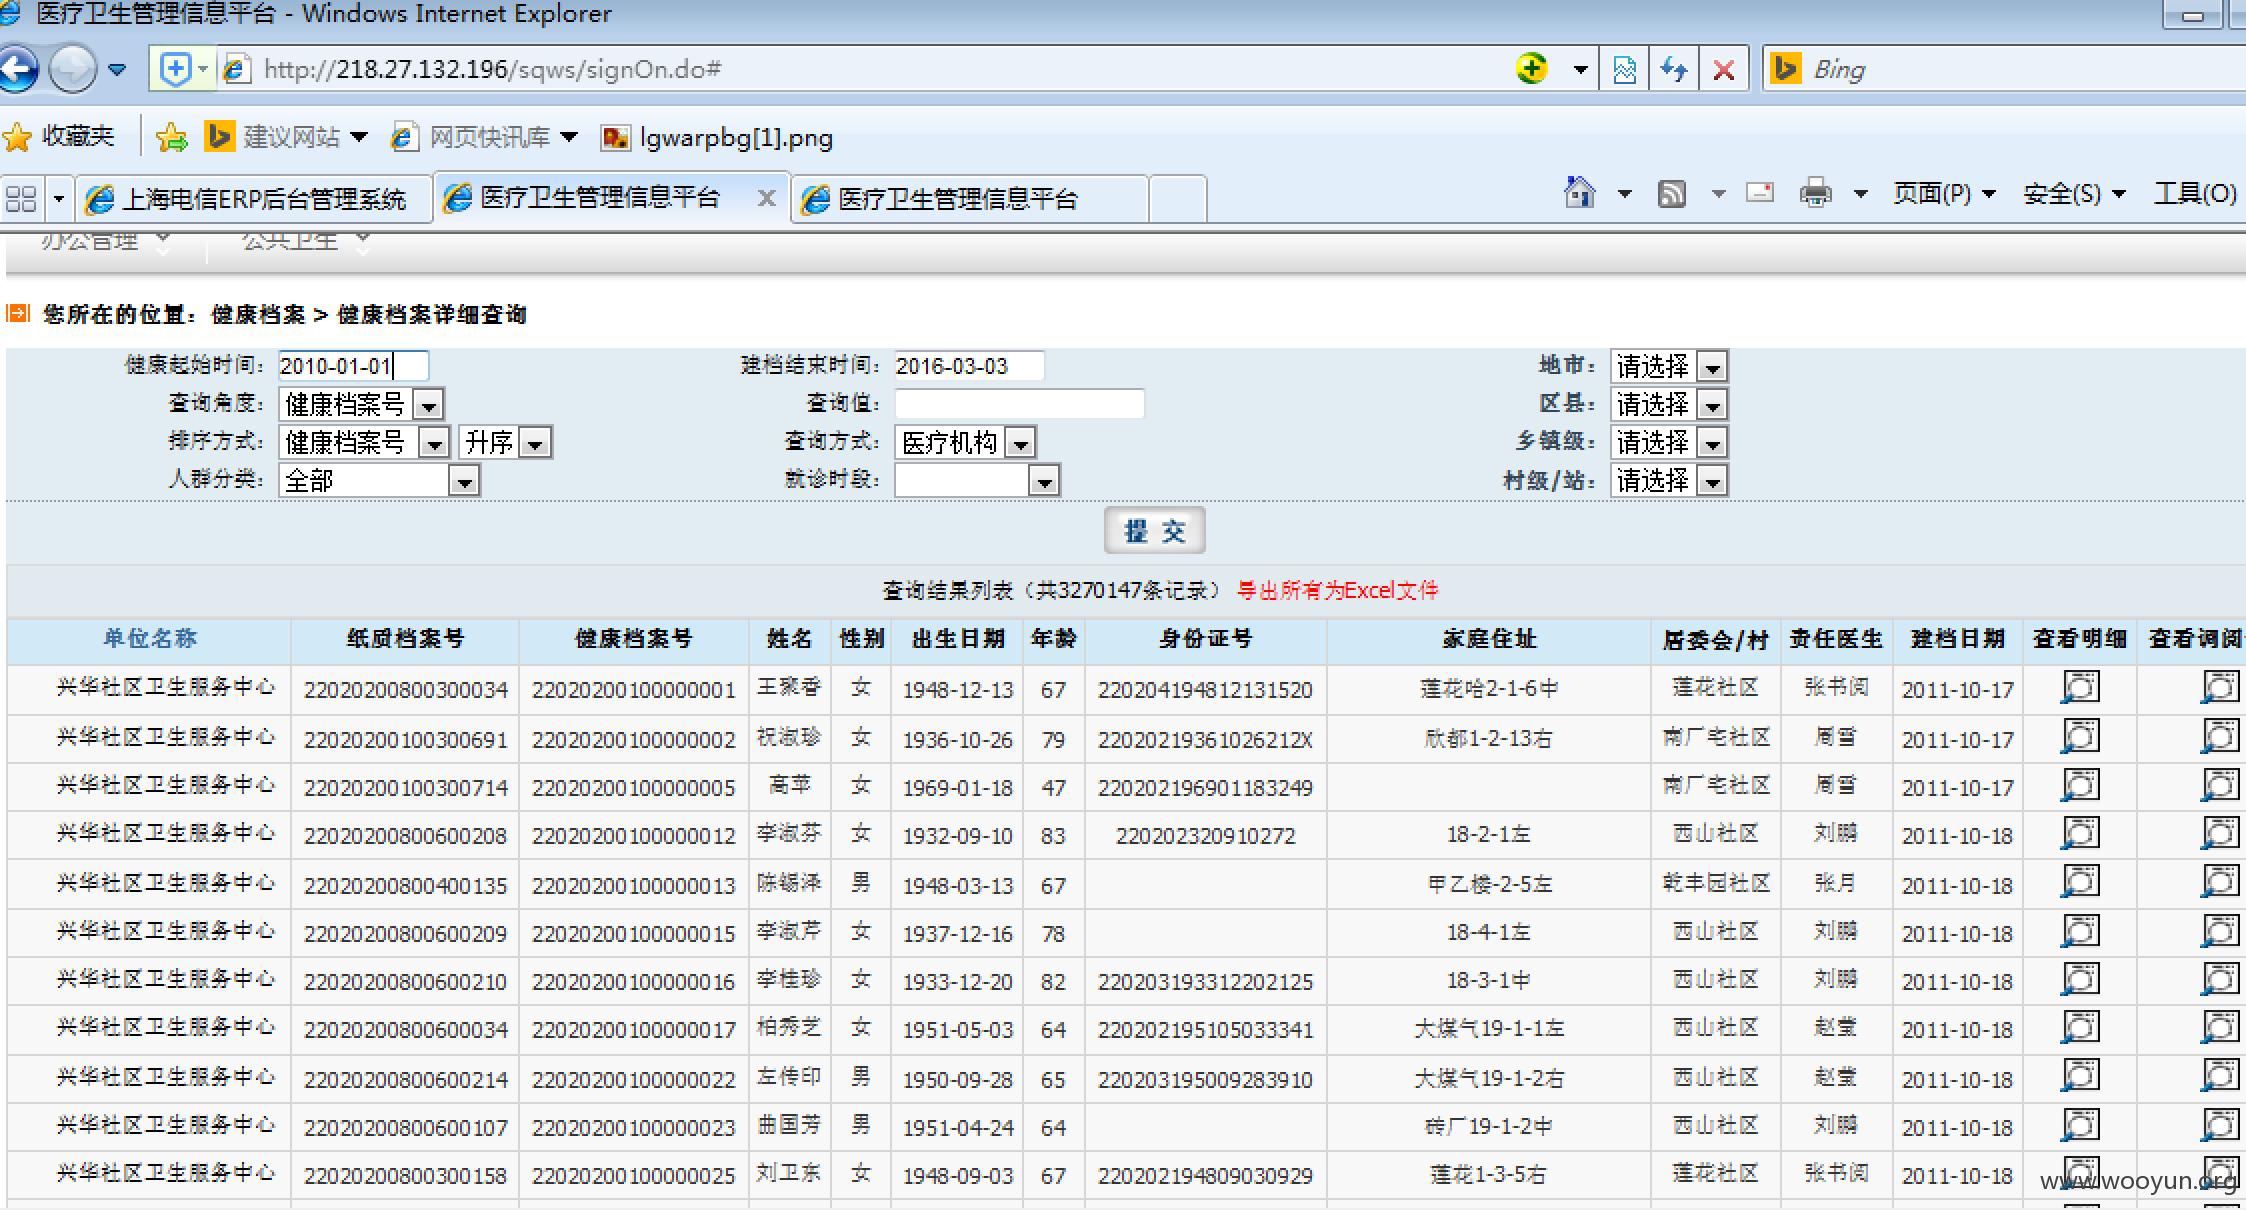 医疗卫生管理信息平台 - Windows Internet Explorer
http://218.27.132.196/sqws/signOn.do#
Bing
收藏夹 建议网站 网页快讯库 lgwarpbg[1].png
上海电信ERP后台管理系统 医疗卫生管理信息平台 医疗卫生管理信息平台 页面(P) 安全(S) 工具(O)
办公管理 公共卫生
您所在的位置：健康档案 > 健康档案详细查询
健康起始时间： 2010-01-01 建档结束时间： 2016-03-03 地市： 请选择
查询角度： 健康档案号 查询值： 区县： 请选择
排序方式： 健康档案号 升序 查询方式： 医疗机构 乡镇级： 请选择
人群分类： 全部 就诊时段： 村级/站： 请选择
提 交
查询结果列表（共3270147条记录） 导出所有为Excel文件
单位名称 纸质档案号 健康档案号 姓名 性别 出生日期 年龄 身份证号 家庭住址 居委会/村 责任医生 建档日期 查看明细 查看调阅
兴华社区卫生服务中心 22020200800300034 22020200100000001 王聚香 女 1948-12-13 67 220204194812131520 莲花哈2-1-6中 莲花社区 张书阅 2011-10-17
兴华社区卫生服务中心 22020200100300691 22020200100000002 祝淑珍 女 1936-10-26 79 22020219361026212X 欣都1-2-13右 南厂宅社区 周雪 2011-10-17
兴华社区卫生服务中心 22020200100300714 22020200100000005 高苹 女 1969-01-18 47 220202196901183249 南厂宅社区 周雪 2011-10-17
兴华社区卫生服务中心 22020200800600208 22020200100000012 李淑芬 女 1932-09-10 83 220202320910272 18-2-1左 西山社区 刘鹏 2011-10-18
兴华社区卫生服务中心 22020200800400135 22020200100000013 陈锡泽 男 1948-03-13 67 甲乙楼-2-5左 乾丰园社区 张月 2011-10-18
兴华社区卫生服务中心 22020200800600209 22020200100000015 李淑芹 女 1937-12-16 78 18-4-1左 西山社区 刘鹏 2011-10-18
兴华社区卫生服务中心 22020200800600210 22020200100000016 李桂珍 女 1933-12-20 82 220203193312202125 18-3-1中 西山社区 刘鹏 2011-10-18
兴华社区卫生服务中心 22020200800600034 22020200100000017 柏秀芝 女 1951-05-03 64 220202195105033341 大煤气19-1-1左 西山社区 赵莹 2011-10-18
兴华社区卫生服务中心 22020200800600214 22020200100000022 左传印 男 1950-09-28 65 220203195009283910 大煤气19-1-2右 西山社区 赵莹 2011-10-18
兴华社区卫生服务中心 22020200800600107 22020200100000023 曲国芳 男 1951-04-24 64 砖厂19-1-2中 西山社区 刘鹏 2011-10-18
兴华社区卫生服务中心 22020200800300158 22020200100000025 刘卫东 女 1948-09-03 67 220202194809030929 莲花1-3-5右 莲花社区 张书阅 2011-10-18
www.wooyun.org